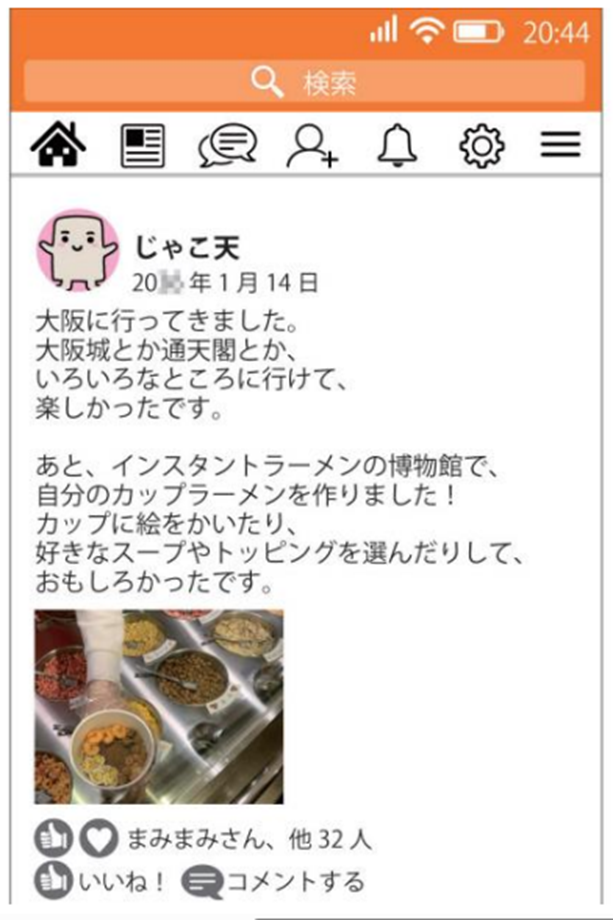 20:44
検索
じゃこ天
20 年1月14日
大阪に行ってきました。
大阪城とか通天閣とか、
いろいろなところに行けて、
楽しかったです。
あと、インスタントラーメンの博物館で、
自分のカップラーメンを作りました！
カップに絵をかいたり、
好きなスープやトッピングを選んだりして、
おもしろかったです。
まみまみさん、他32人
いいね！ コメントする